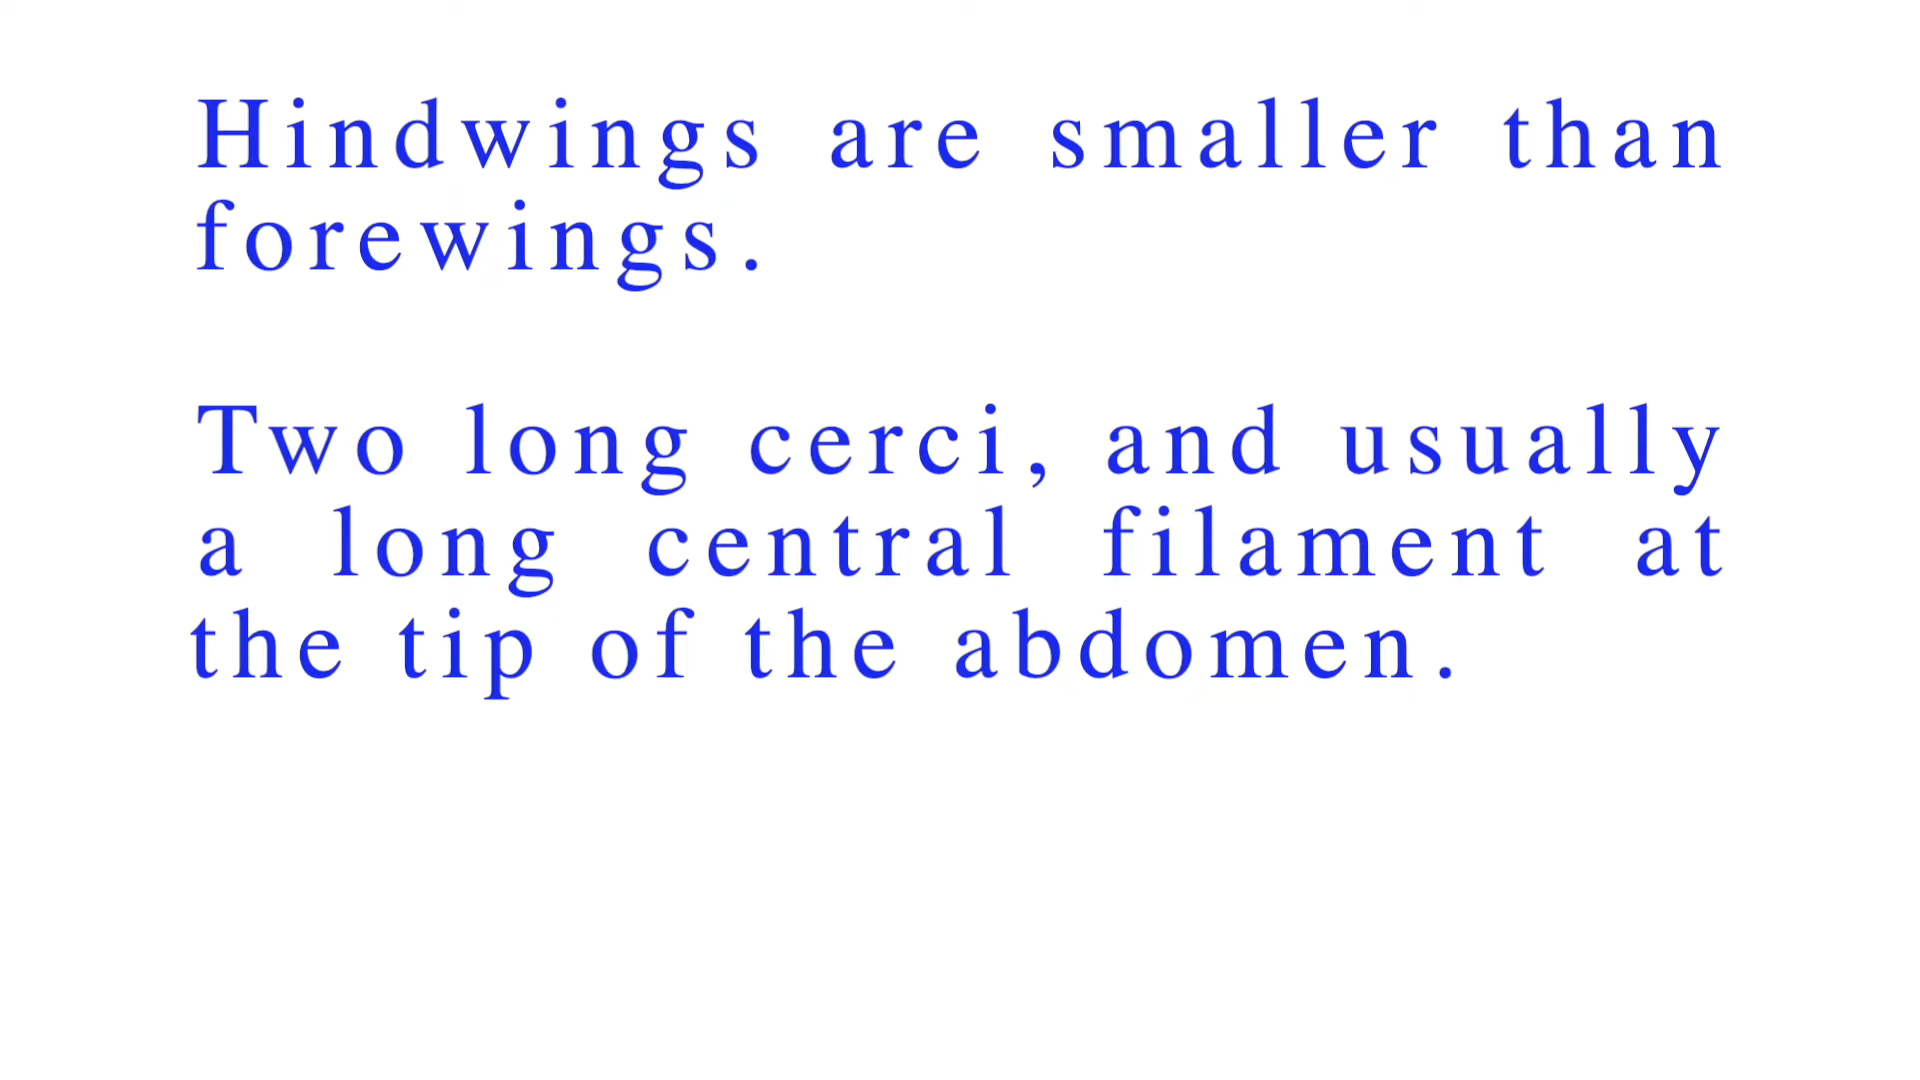 Hindwings are smaller than
forewings.
Two long cerci, and usually
a long central filament at
the tip of the abdomen.